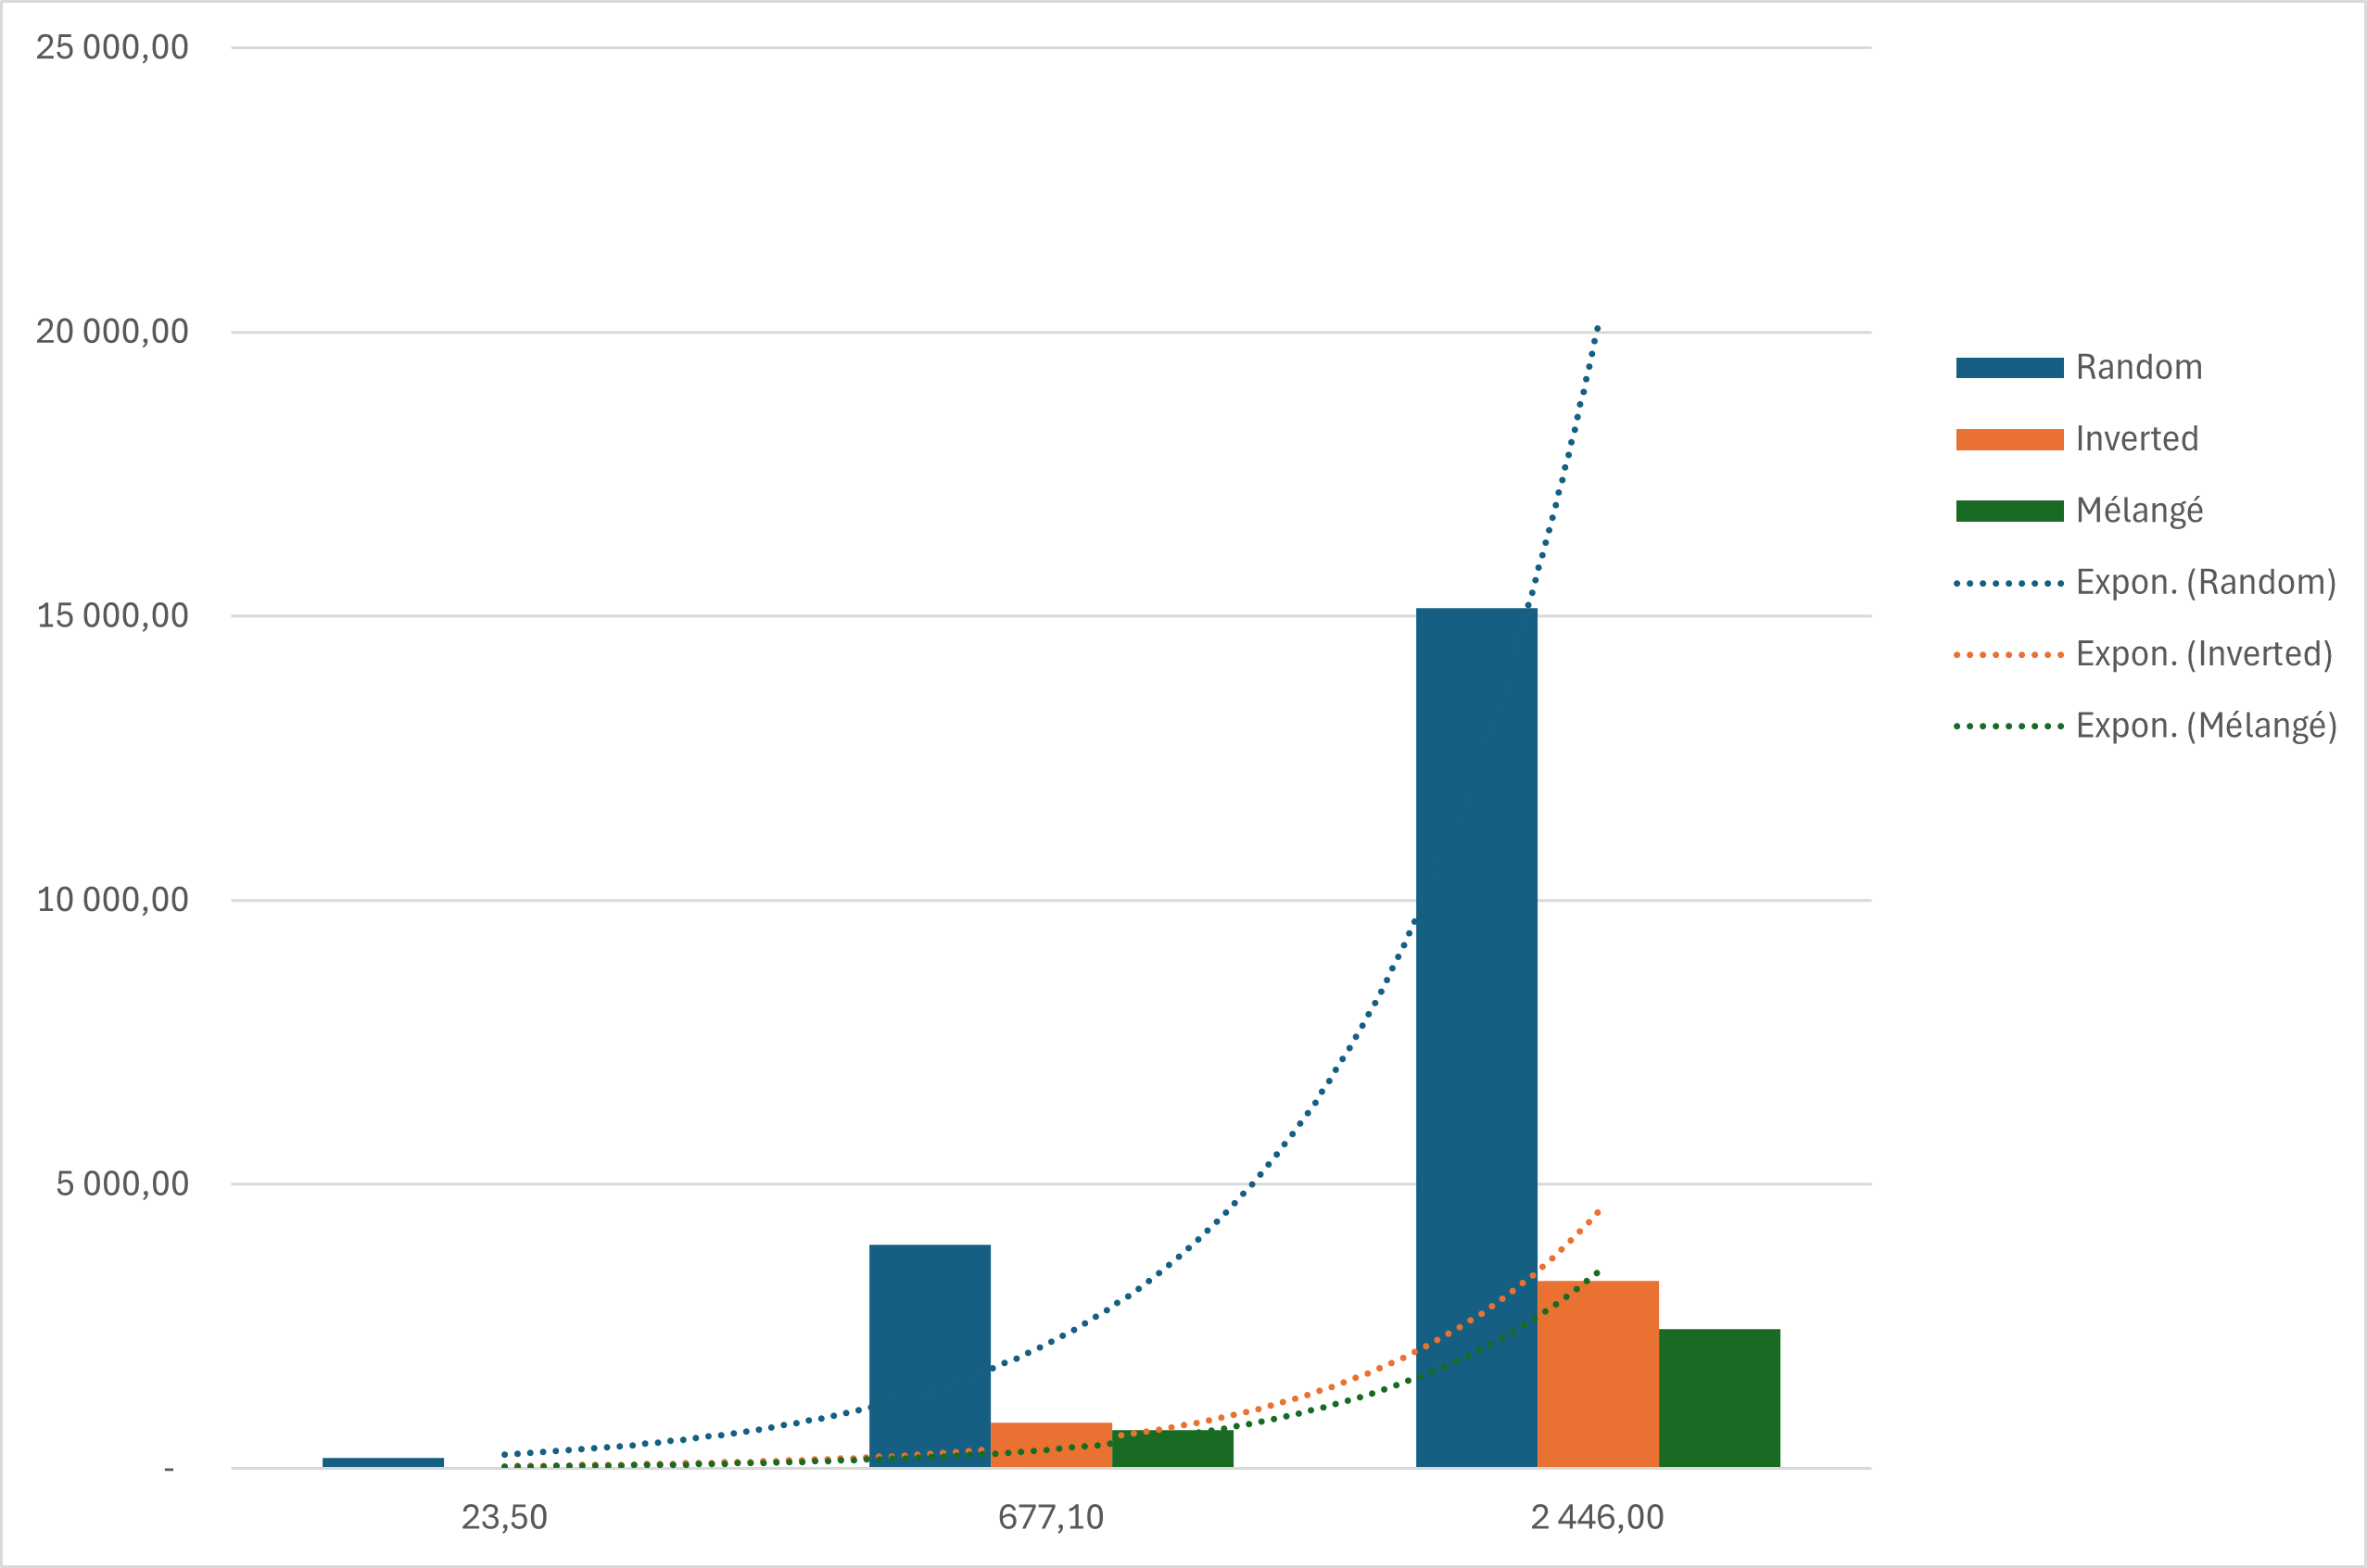 25 000,00
20 000,00
15 000,00
10 000,00
5 000,00
-
23,50
677,10
2 446,00
Random
Inverted
Mélangé
Expon. (Random)
Expon. (Inverted)
Expon. (Mélangé)